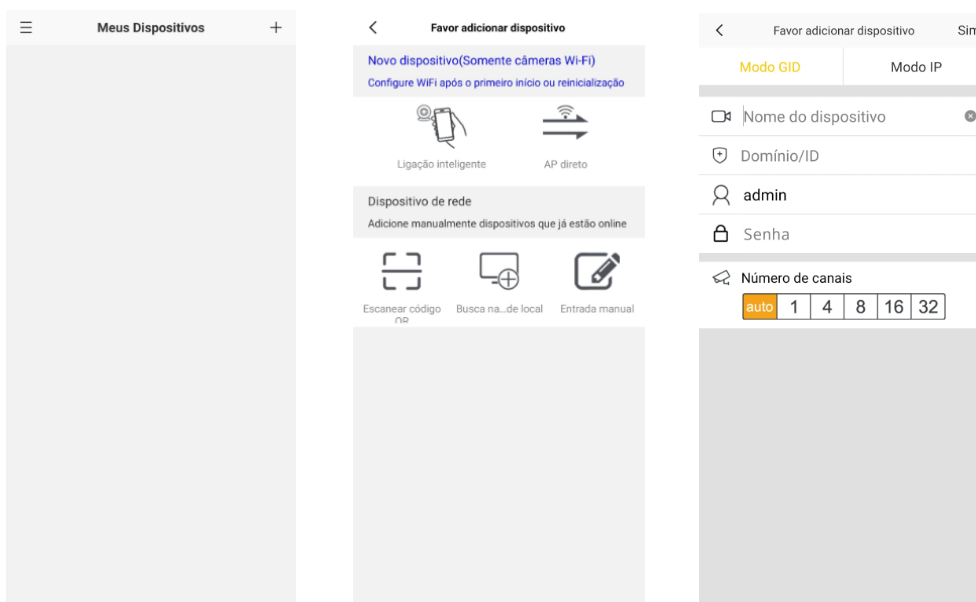 Meus Dispositivos
Favor adicionar dispositivo
Novo dispositivo(Somente câmeras Wi-Fi)
Configure WiFi após o primeiro início ou reinicialização
Ligação inteligente
AP direto
Dispositivo de rede
Adicione manualmente dispositivos que já estão online
Escanear código
QR
Busca na...de local
Entrada manual
Favor adicionar dispositivo
Sim
Modo GID
Modo IP
Nome do dispositivo
Domínio/ID
admin
Senha
Número de canais
auto 1 4 8 16 32